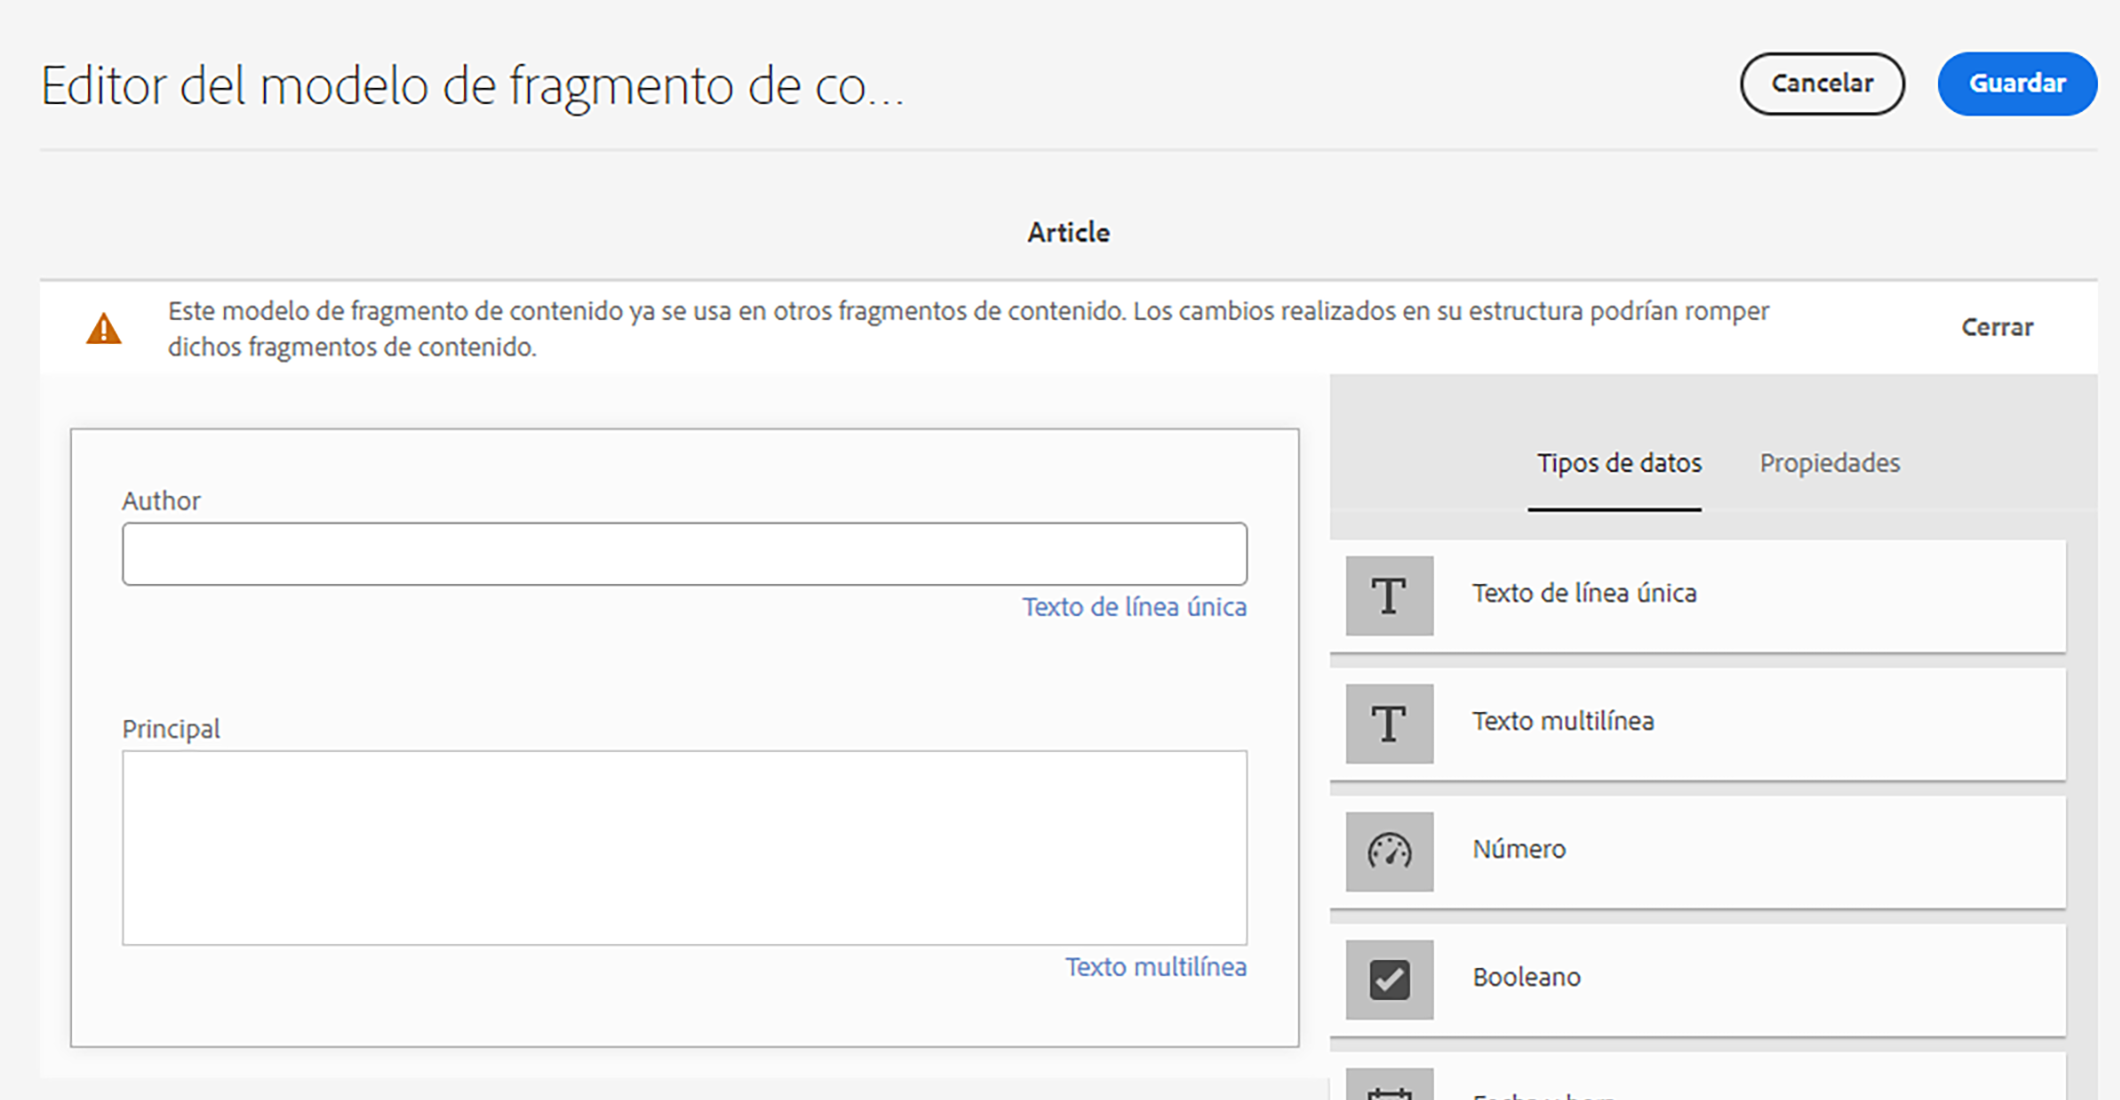 Editor del modelo de fragmento de co...
Cancelar
Guardar
Article
Este modelo de fragmento de contenido ya se usa en otros fragmentos de contenido. Los cambios realizados en su estructura podrían romper
dichos fragmentos de contenido.
Cerrar
Author
Texto de línea única
Principal
Texto multilínea
Tipos de datos
Propiedades
Texto de línea única
Texto multilínea
Número
Booleano